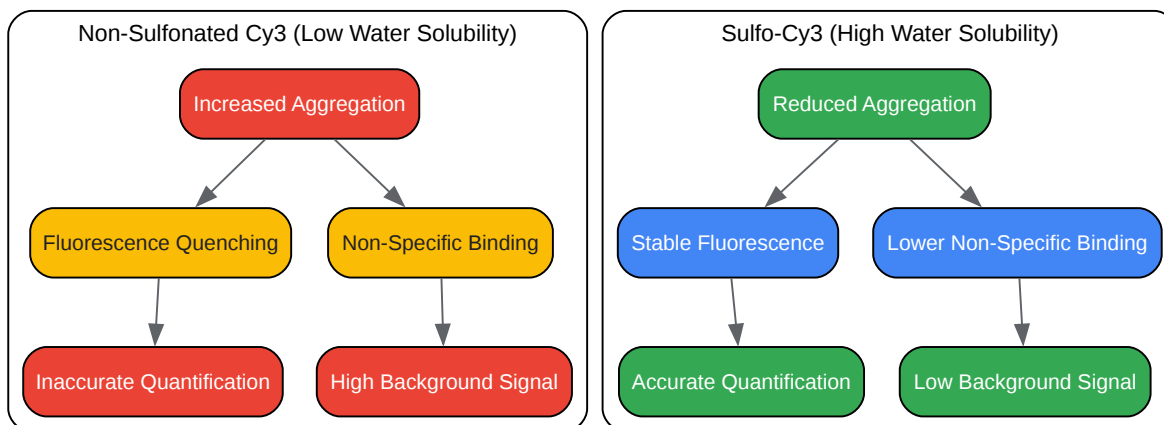 Non-Sulfonated Cy3 (Low Water Solubility)
Increased Aggregation
Fluorescence Quenching
Non-Specific Binding
Inaccurate Quantification
High Background Signal
Sulfo-Cy3 (High Water Solubility)
Reduced Aggregation
Stable Fluorescence
Lower Non-Specific Binding
Accurate Quantification
Low Background Signal